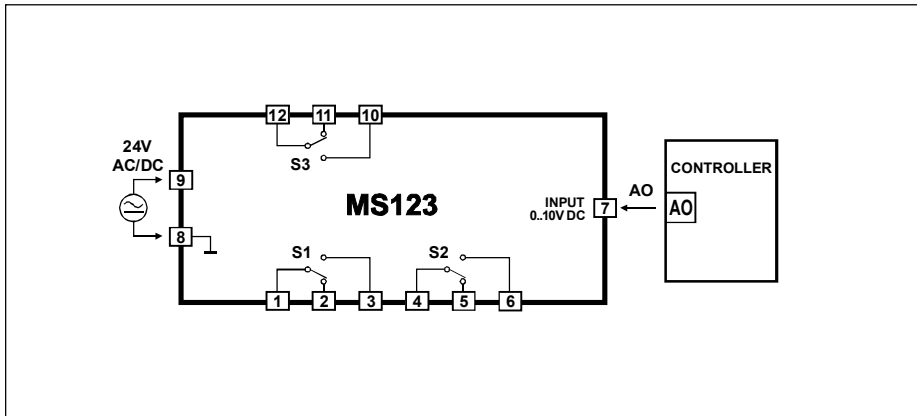 12 11 10
S3
24V
AC/DC
9
8
MS123
INPUT
0..10V DC
7
AO
CONTROLLER
AO
S1
S2
1 2 3 4 5 6